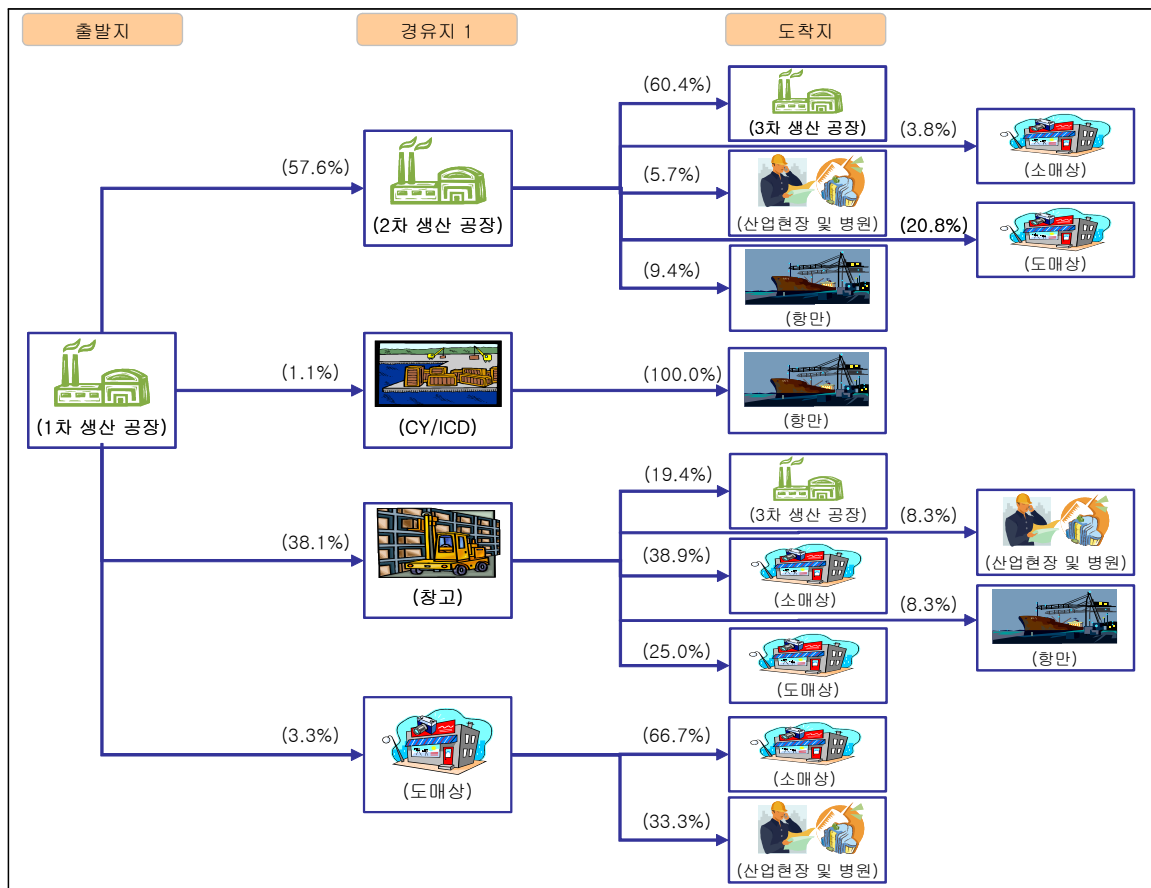 출발지
경유지 1
도착지
(60.4%)
(3차 생산 공장)
(3.8%)
(소매상)
(57.6%)
(2차 생산 공장)
(5.7%)
(산업현장 및 병원)
(20.8%)
(도매상)
(9.4%)
(항만)
(1차 생산 공장)
(1.1%)
(CY/ICD)
(100.0%)
(항만)
(19.4%)
(3차 생산 공장)
(8.3%)
(산업현장 및 병원)
(38.1%)
(창고)
(38.9%)
(소매상)
(8.3%)
(항만)
(25.0%)
(도매상)
(3.3%)
(도매상)
(66.7%)
(소매상)
(33.3%)
(산업현장 및 병원)